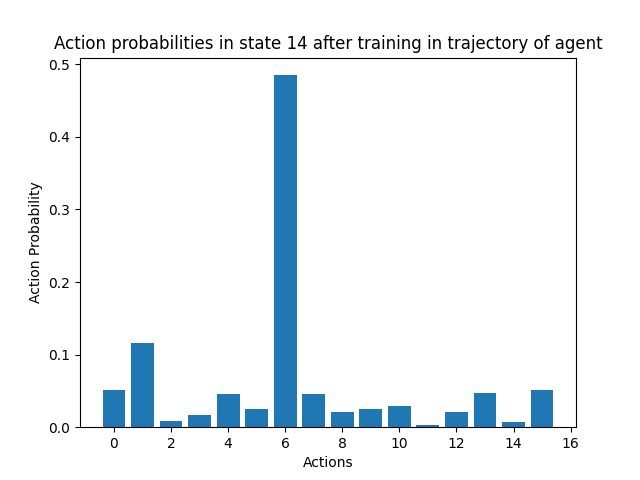 Action probabilities in state 14 after training in trajectory of agent
0.5
0.4
0.3
0.2
0.1
0.0
Action Probability
0 2 4 6 8 10 12 14 16
Actions